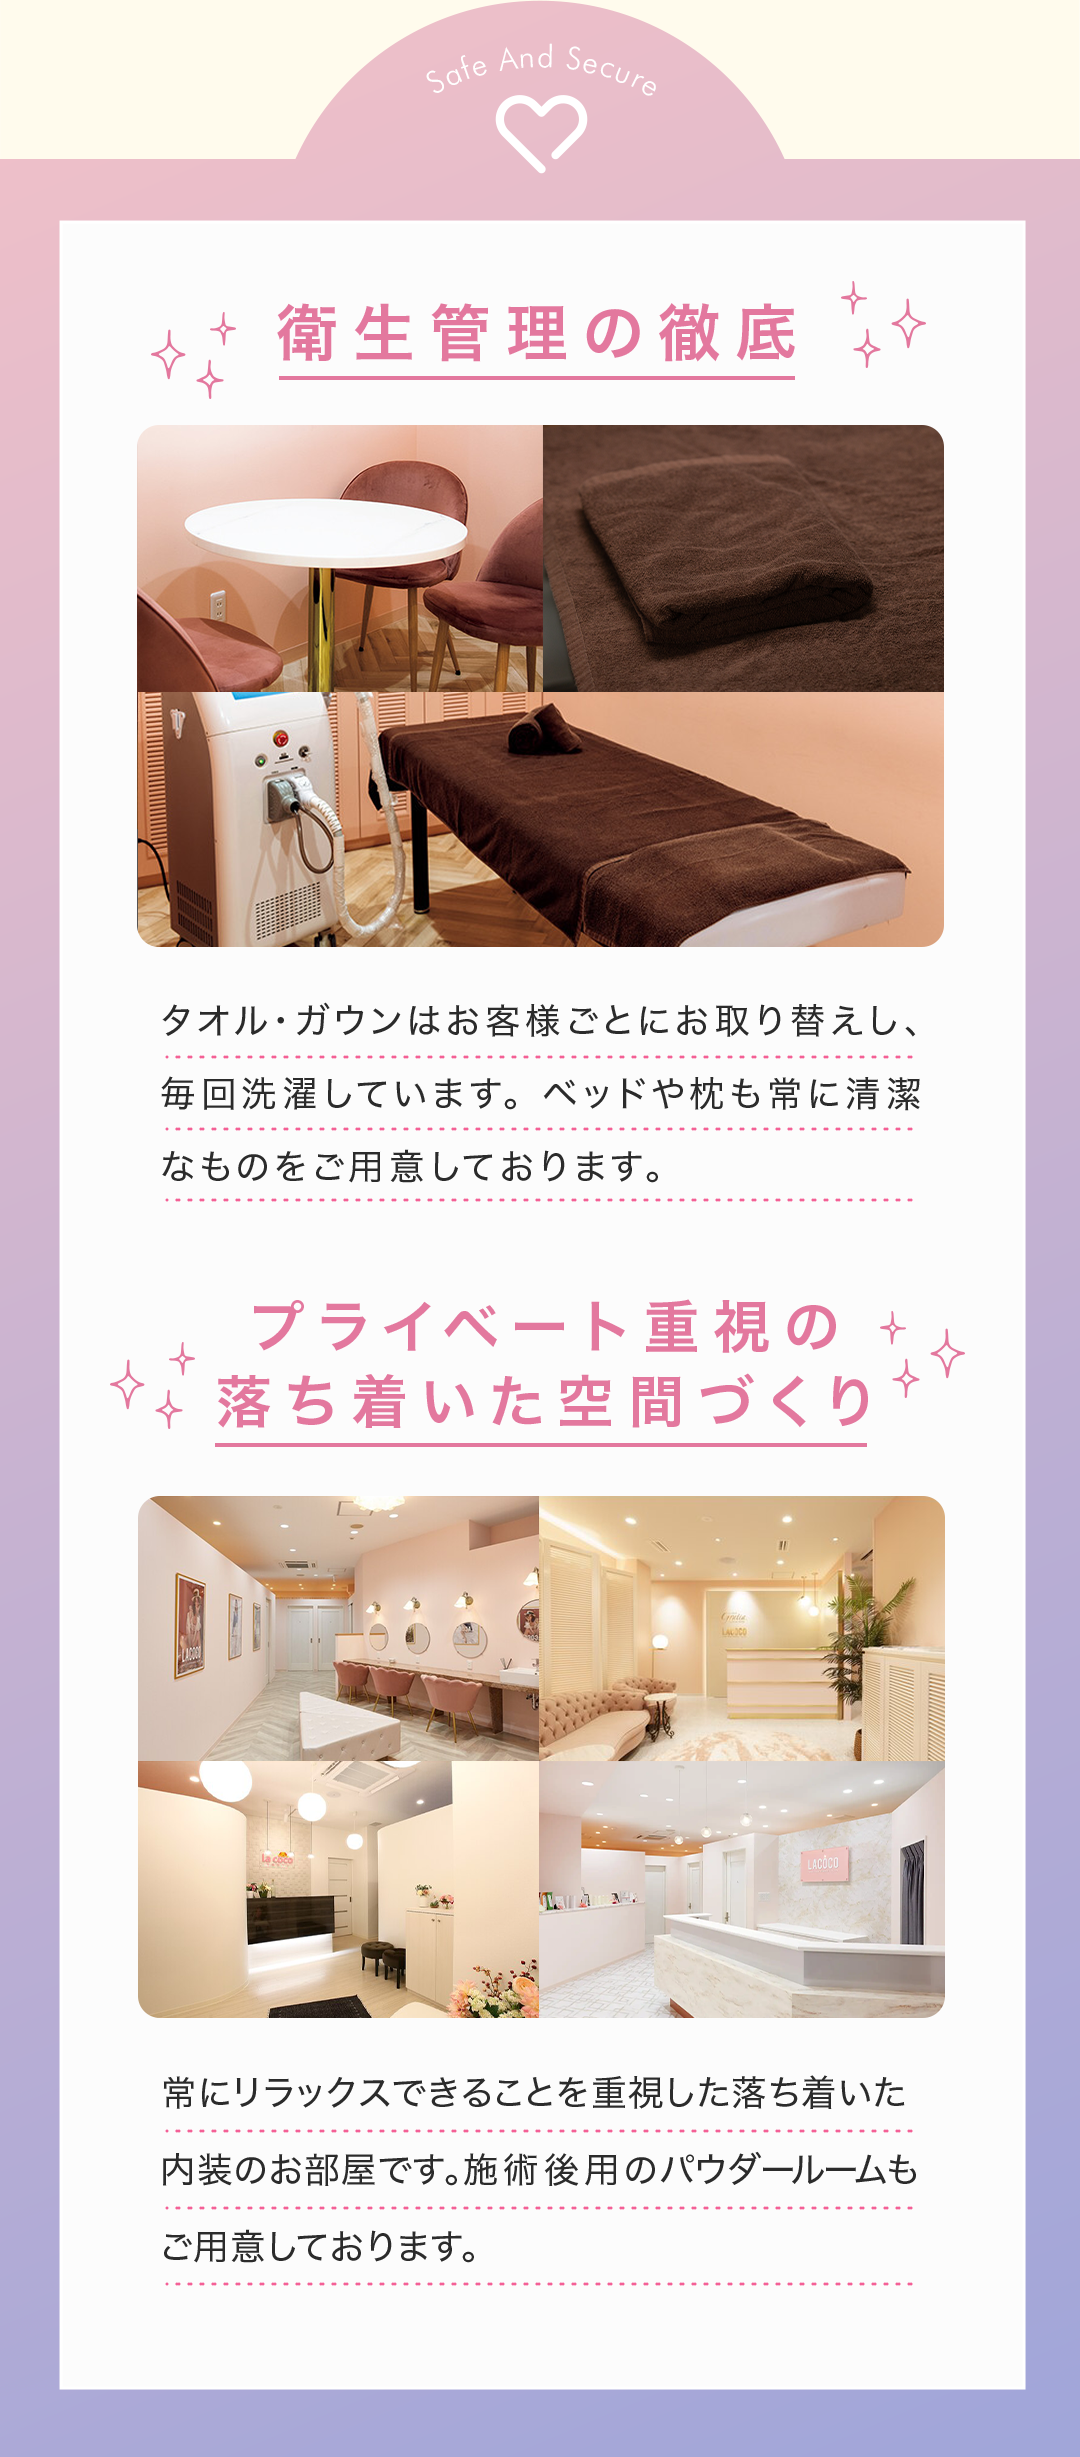 Safe And Secure
衛生管理の徹底
タオル・ガウンはお客様ごとにお取り替えし、
毎回洗濯しています。ベッドや枕も常に清潔
なものをご用意しております。
プライベート重視の
落ち着いた空間づくり
LACOCO
LACOCO
La coco
LACOCO
常にリラックスできることを重視した落ち着いた
内装のお部屋です。施術後用のパウダールームも
ご用意しております。